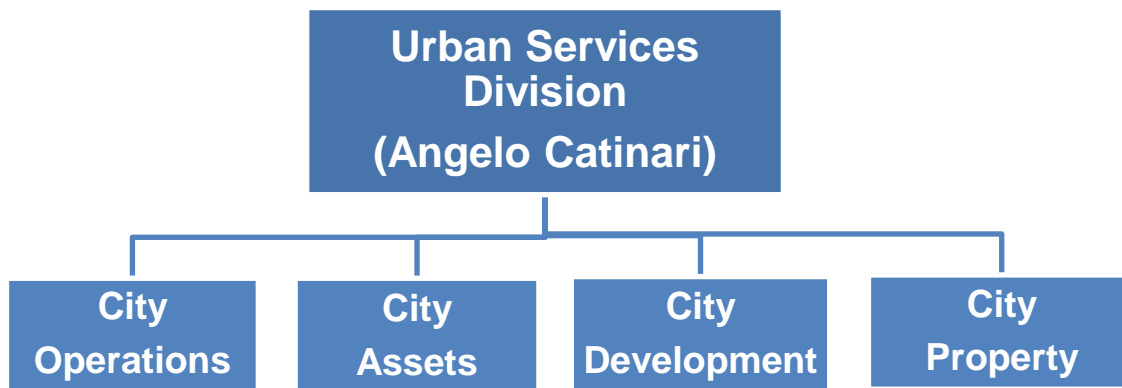 Urban Services
Division
(Angelo Catinari)
City
Operations
City
Assets
City
Development
City
Property